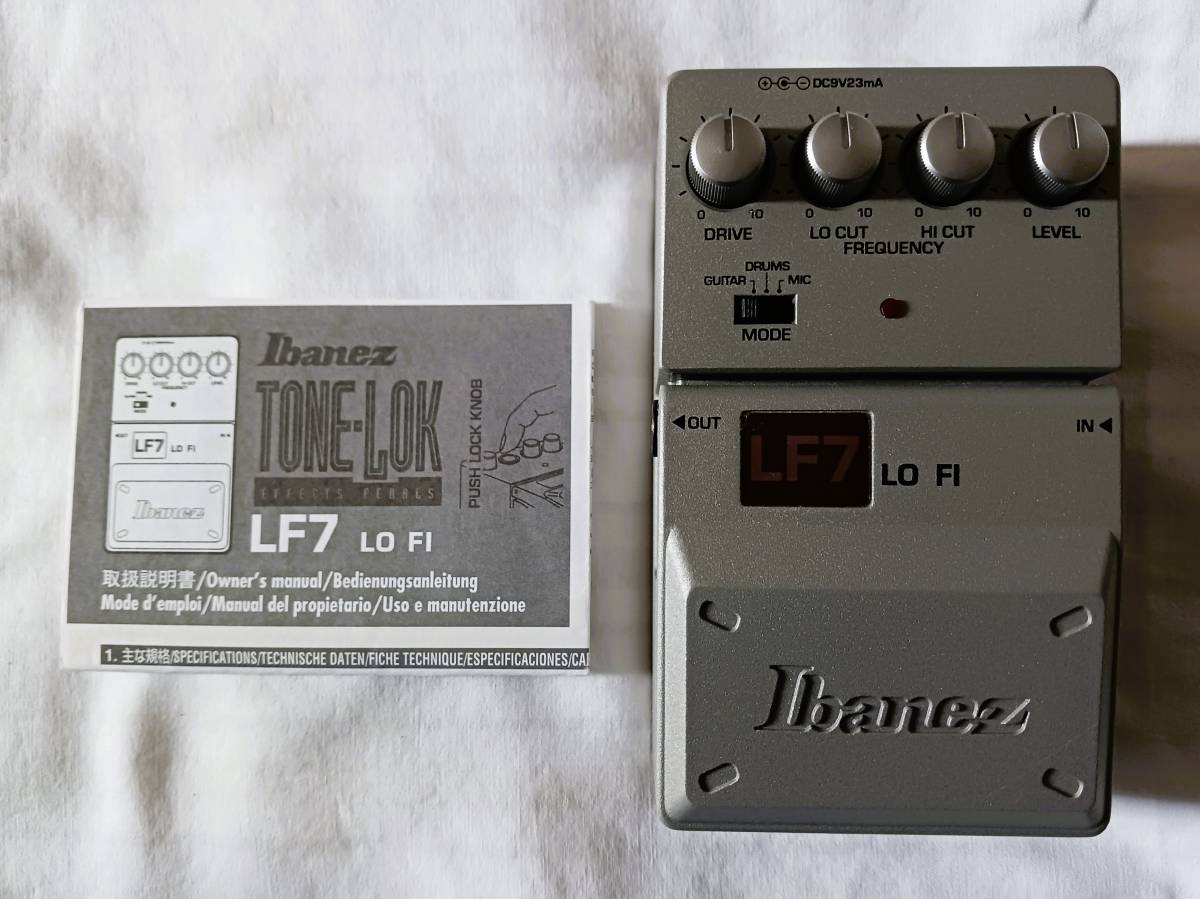 Ibanez
TONE-LOK
EFFECTS PEDALS
PUSH LOCK KNOB
LF7 LO FI
LF7 LO FI
Ibanez
取扱説明書/Owner's manual/Bedienungsanleitung
Mode d'emploi/Manual del propietario/Uso e manutenzione
1. 主な規格/SPECIFICATIONS/TECHNISCHE DATEN/FICHE TECHNIQUE/ESPECIFICACIONES/CA
DC9V23mA
0 10 0 10 0 10 0 10
DRIVE LO CUT HI CUT LEVEL
FREQUENCY
DRUMS
GUITAR MIC
MODE
OUT IN
LF7 LO FI
Ibanez